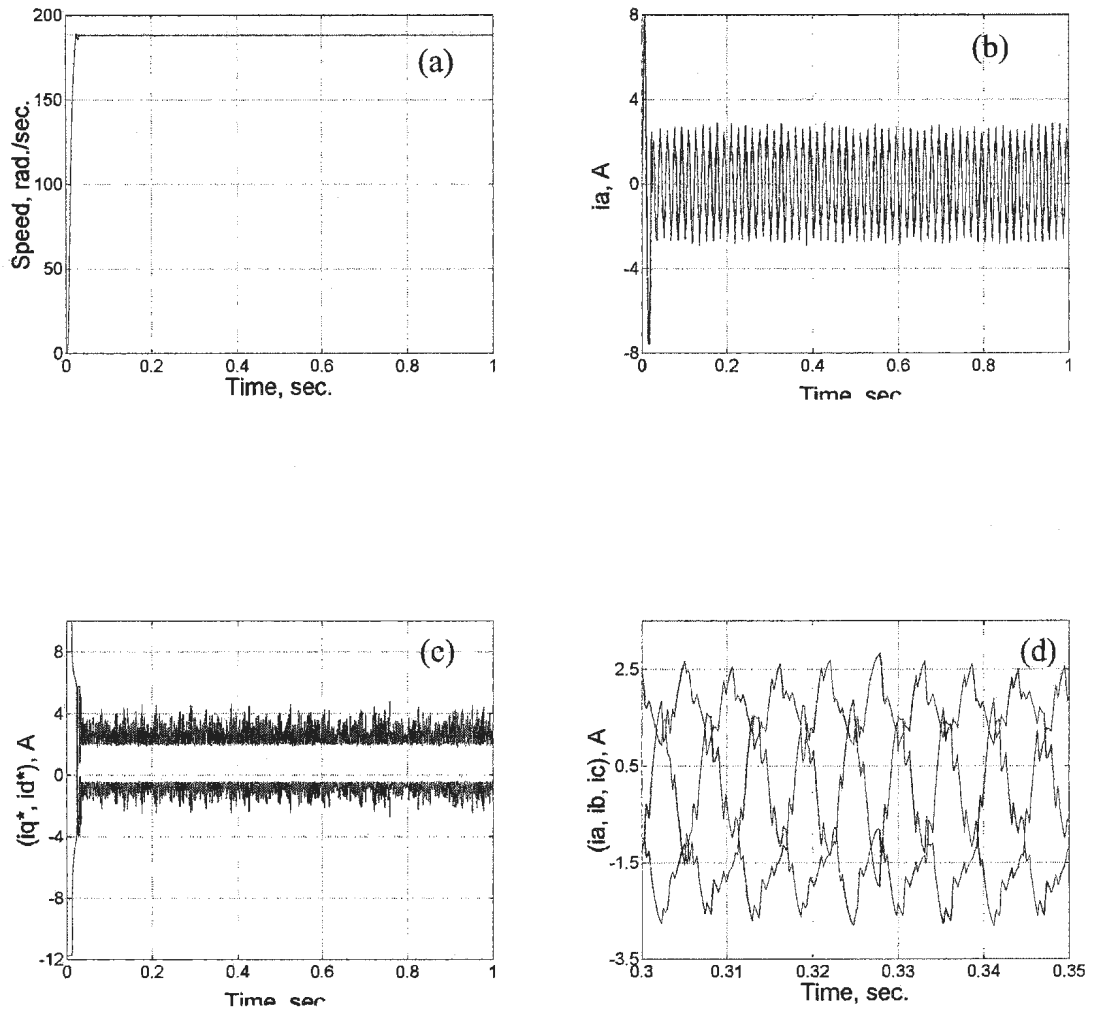 200
150
100
50
0
Speed, rad./sec.
(a)
0 0.2 0.4 0.6 0.8 1
Time, sec.
8
4
0
-4
-8
ia, A
(b)
0 0.2 0.4 0.6 0.8 1
Time, sec
8
4
0
-4
-8
-12
(iq*, id*), A
(c)
0 0.2 0.4 0.6 0.8 1
Time, sec
2.5
0.5
-1.5
-3.5
(ia, ib, ic), A
(d)
0.3 0.31 0.32 0.33 0.34 0.35
Time, sec.